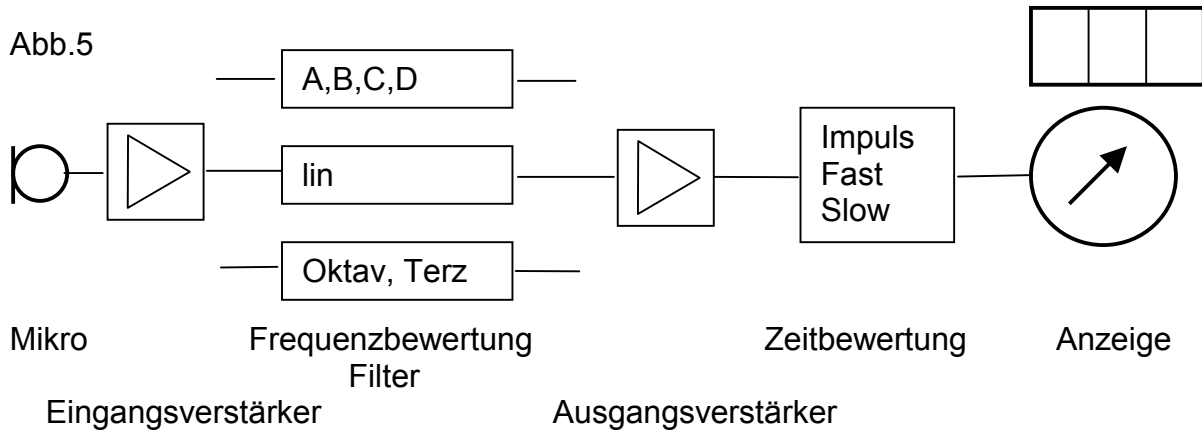 Abb.5
A,B,C,D
lin
Oktav, Terz
Impuls
Fast
Slow
Mikro
Frequenzbewertung
Filter
Zeitbewertung
Anzeige
Eingangsverstärker
Ausgangsverstärker